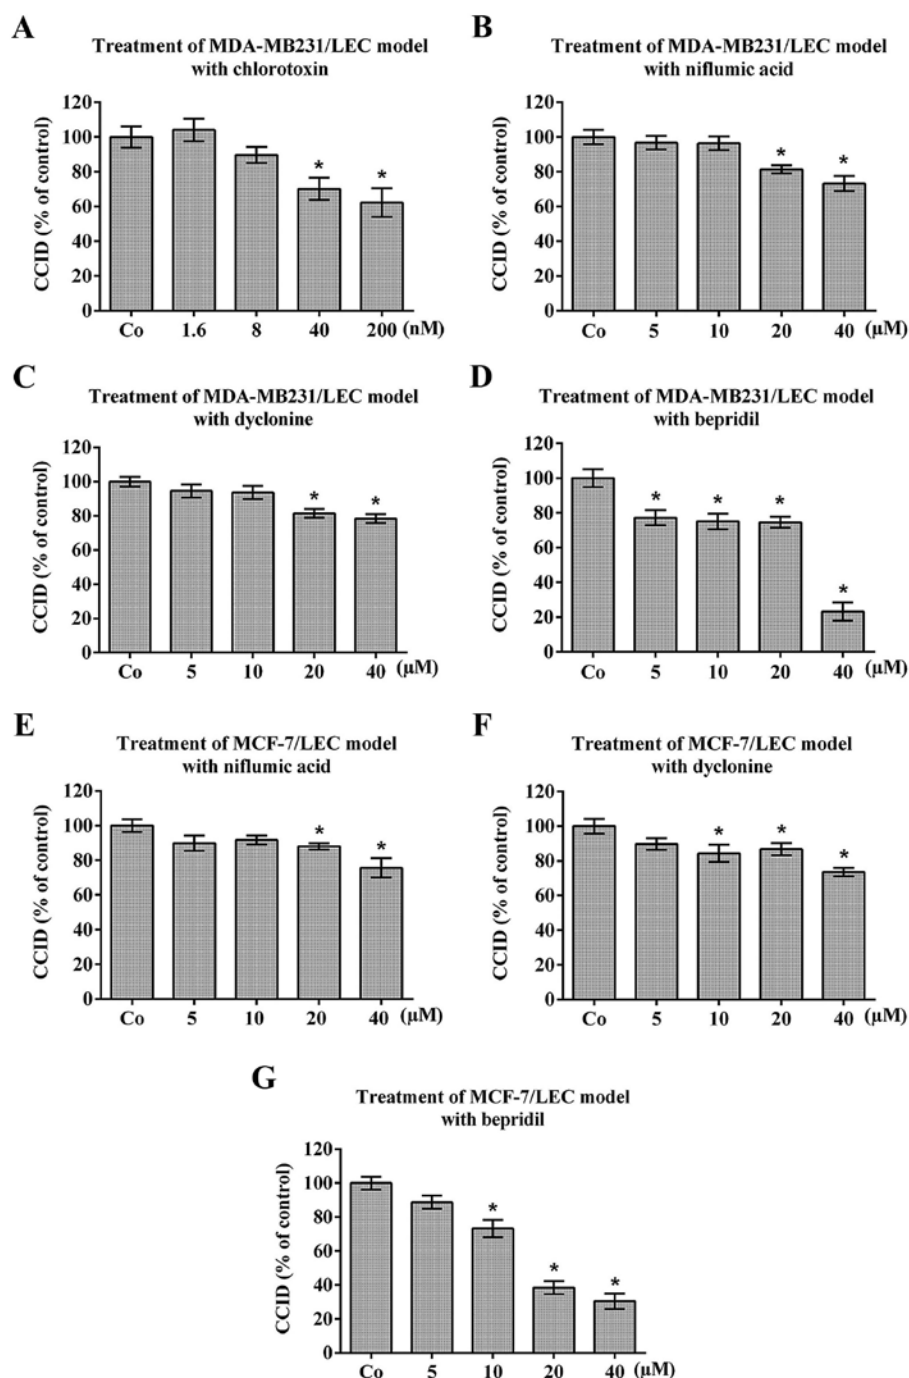 A
Treatment of MDA-MB231/LEC model
with chlorotoxin
CCID (% of control)
120
100
80
60
40
20
0
*
*
Co 1.6 8 40 200 (nM)
B
Treatment of MDA-MB231/LEC model
with niflumic acid
CCID (% of control)
120
100
80
60
40
20
0
*
*
Co 5 10 20 40 (µM)
C
Treatment of MDA-MB231/LEC model
with dyclonine
CCID (% of control)
120
100
80
60
40
20
0
*
*
Co 5 10 20 40 (µM)
D
Treatment of MDA-MB231/LEC model
with bepridil
CCID (% of control)
120
100
80
60
40
20
0
* * *
*
Co 5 10 20 40 (µM)
E
Treatment of MCF-7/LEC model
with niflumic acid
CCID (% of control)
120
100
80
60
40
20
0
*
*
Co 5 10 20 40 (µM)
F
Treatment of MCF-7/LEC model
with dyclonine
CCID (% of control)
120
100
80
60
40
20
0
* *
*
Co 5 10 20 40 (µM)
G
Treatment of MCF-7/LEC model
with bepridil
CCID (% of control)
120
100
80
60
40
20
0
*
*
*
Co 5 10 20 40 (µM)